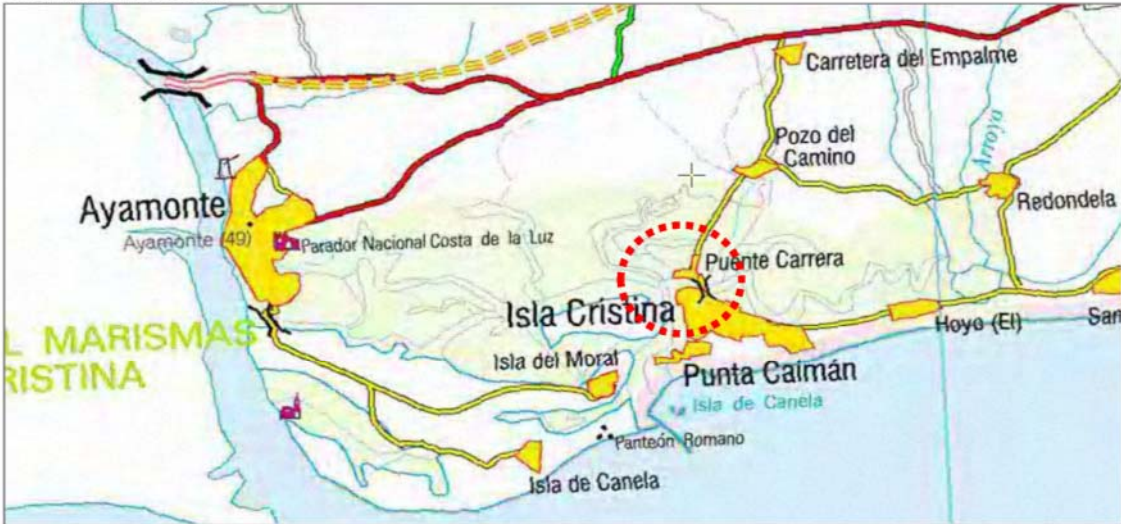 Carretera del Empalme
Pozo del
Camino
Arroyo
Redondela
Ayamonte
Ayamonte (49)
Parador Nacional Costa de la Luz
Puente Carrera
Isla Cristina
Hoyo (El)
San
L MARISMAS
RISTINA
Isla del Moral
Punta Caimán
Isla de Canela
Panteón Romano
Isla de Canela